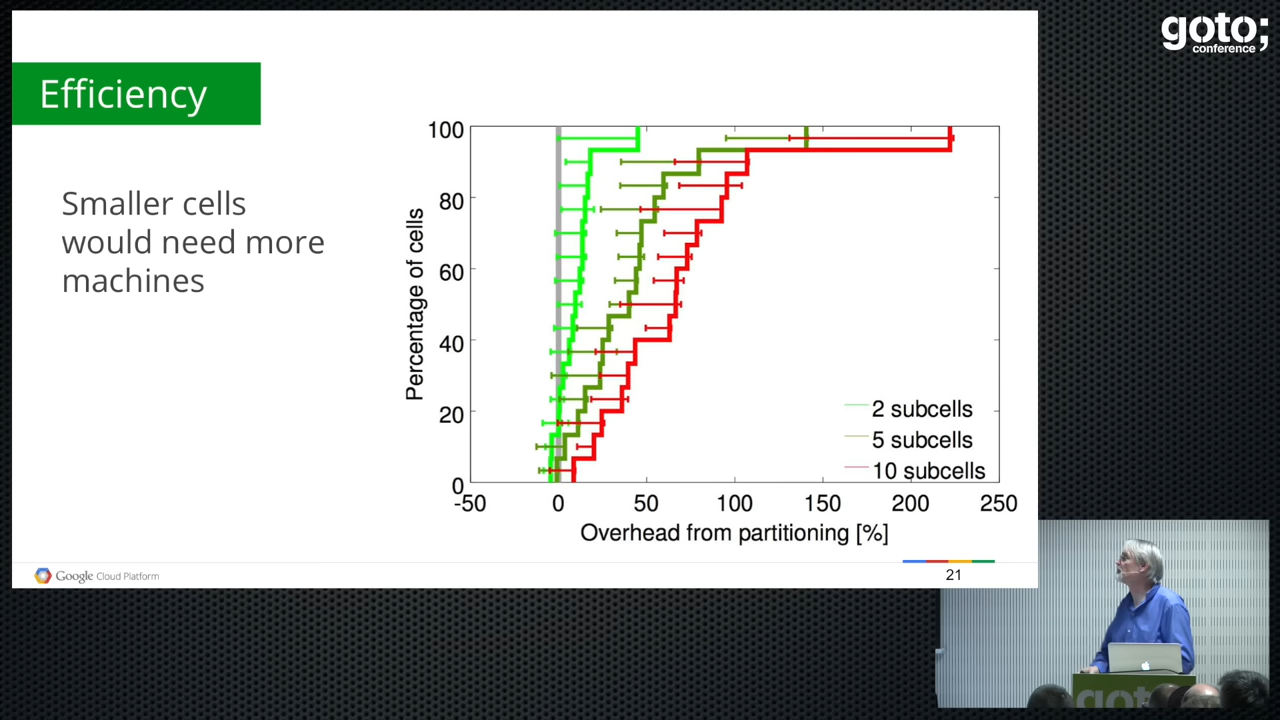 goto;
conference
Efficiency
Smaller cells
would need more
machines
Percentage of cells
100
80
60
40
20
0
2 subcells
5 subcells
10 subcells
-50 0 50 100 150 200 250
Overhead from partitioning [%]
Google Cloud Platform
21
goto